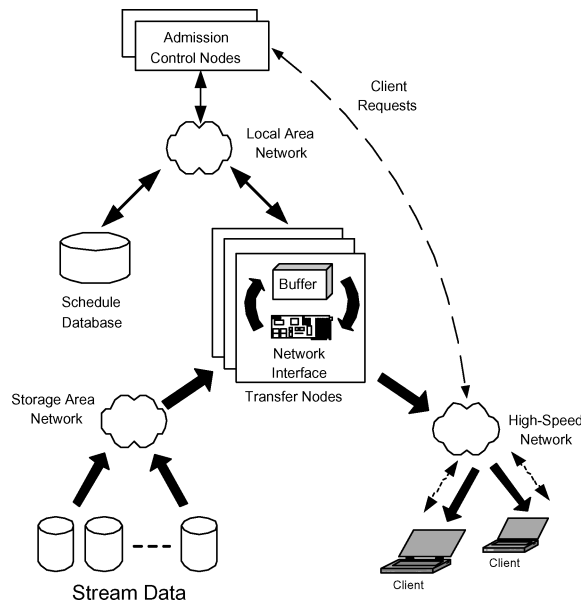 Admission
Control Nodes
Client
Requests
Local Area
Network
Schedule
Database
Buffer
Network
Interface
Transfer Nodes
Storage Area
Network
High-Speed
Network
Client
Client
Stream Data